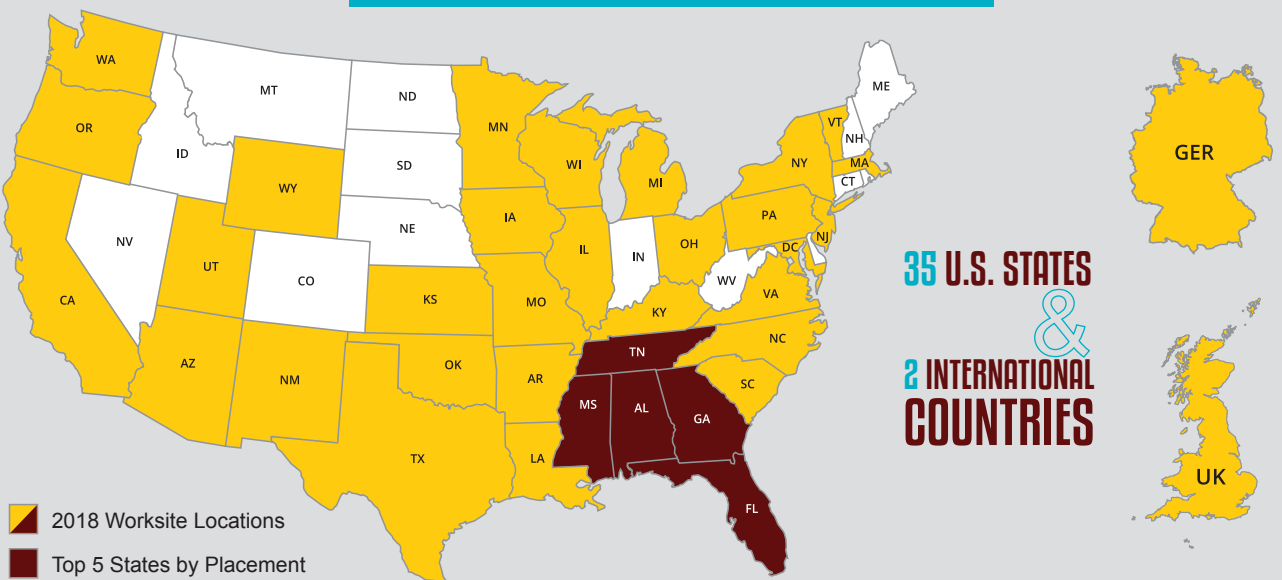 WA
MT
ND
ME
OR
ID
SD
MN
WI
MI
NY
VT
NH
MA
CT
WY
NE
IA
PA
NJ
NV
UT
CO
IL
IN
OH
DC
WV
VA
CA
KS
MO
KY
NC
AZ
NM
OK
AR
TN
SC
MS
AL
GA
TX
LA
FL
35 U.S. STATES
&
2 INTERNATIONAL
COUNTRIES
GER
UK
2018 Worksite Locations
Top 5 States by Placement